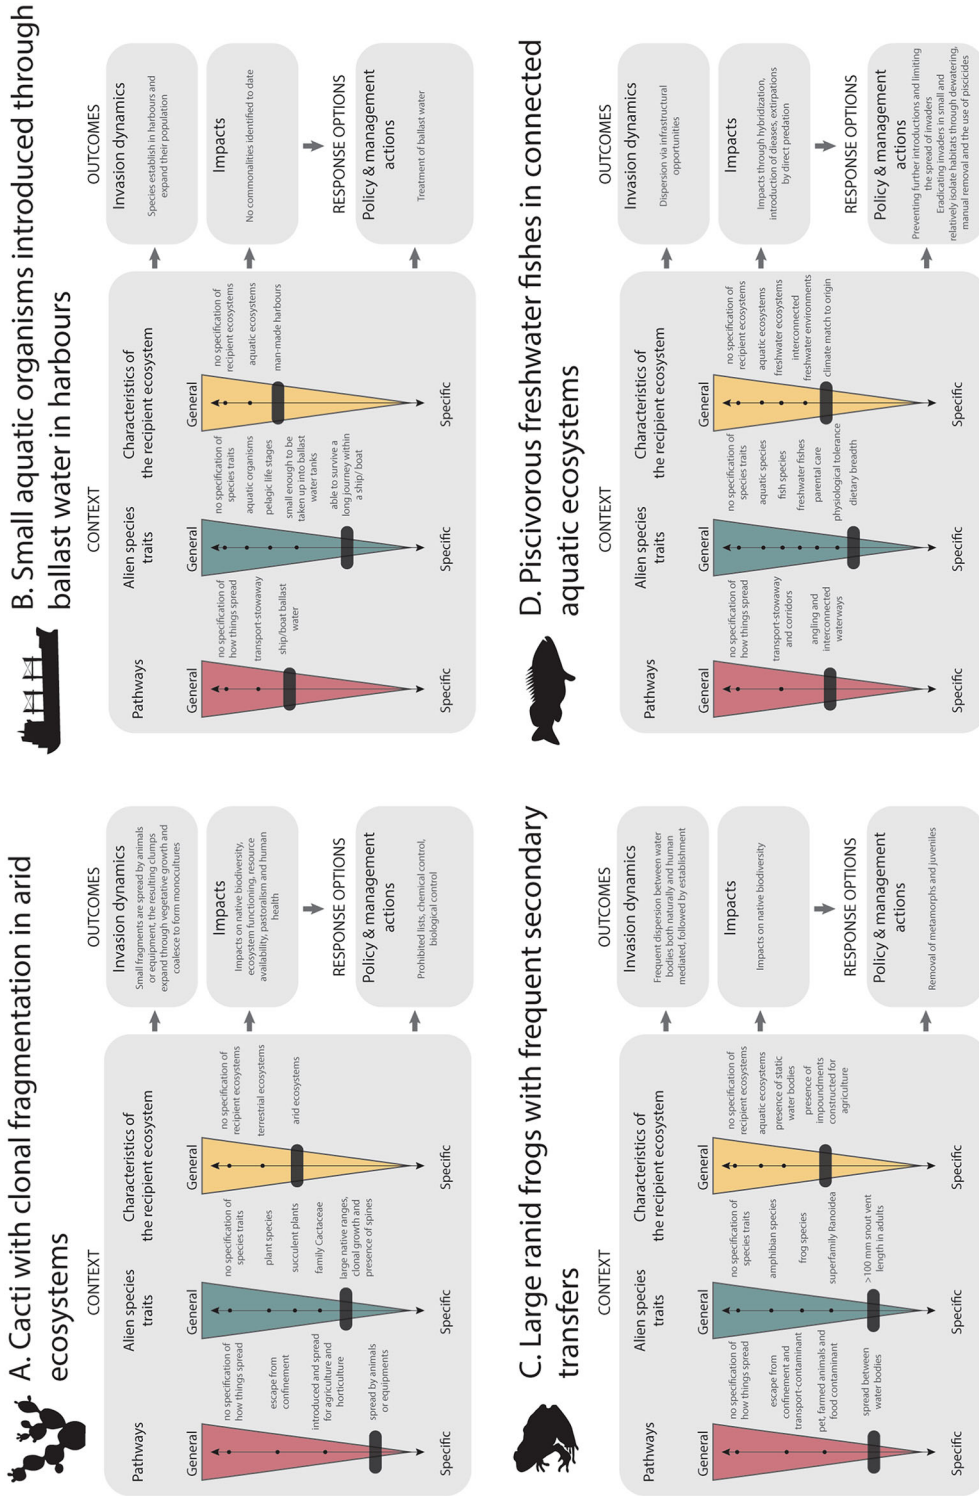 A. Cacti with clonal fragmentation in arid
ecosystems
CONTEXT
Pathways
General
no specification of
how things spread
escape from
confinement
introduced and spread
for agriculture and
horticulture
spread by animals
or equipments
Specific
Alien species
traits
General
no specification of
species traits
plant species
succulent plants
family Cactaceae
large native ranges,
clonal growth and
presence of spines
Specific
Characteristics of
the recipient ecosystem
General
no specification of
recipient ecosystems
terrestrial ecosystems
arid ecosystems
Specific
OUTCOMES
Invasion dynamics
Small fragments are spread by animals
or equipment, the resulting clumps
expand through vegetative growth and
coalesce to form monocultures
Impacts
Impacts on native biodiversity,
ecosystem functioning, resource
availability, pastoralism and human
health
RESPONSE OPTIONS
Policy & management
actions
Prohibited lists, chemical control,
biological control
B. Small aquatic organisms introduced through
ballast water in harbours
CONTEXT
Pathways
General
no specification of
how things spread
transport-stowaway
ship/boat ballast
water
Specific
Alien species
traits
General
no specification of
species traits
aquatic organisms
pelagic life stages
small enough to be
taken up into ballast
water tanks
able to survive a
long journey within
a ship/ boat
Specific
Characteristics of
the recipient ecosystem
General
no specification of
recipient ecosystems
aquatic ecosystems
man-made harbours
Specific
OUTCOMES
Invasion dynamics
Species establish in harbours and
expand their population
Impacts
No commonalities identified to date
RESPONSE OPTIONS
Policy & management
actions
Treatment of ballast water
C. Large ranid frogs with frequent secondary
transfers
CONTEXT
Pathways
General
no specification of
how things spread
escape from
confinement and
transport-contaminant
pet, farmed animals and
food contaminant
spread between
water bodies
Specific
Alien species
traits
General
no specification of
species traits
amphibian species
frog species
superfamily Ranoidea
>100 mm snout vent
length in adults
Specific
Characteristics of
the recipient ecosystem
General
no specification of
recipient ecosystems
aquatic ecosystems
presence of static
water bodies
presence of
impoundments
constructed for
agriculture
Specific
OUTCOMES
Invasion dynamics
Frequent dispersion between water
bodies both naturally and human
mediated, followed by establishment
Impacts
Impacts on native biodiversity
RESPONSE OPTIONS
Policy & management
actions
Removal of metamorphs and juveniles
D. Piscivorous freshwater fishes in connected
aquatic ecosystems
CONTEXT
Pathways
General
no specification of
how things spread
transport-stowaway
and corridors
angling and
interconnected
waterways
Specific
Alien species
traits
General
no specification of
species traits
aquatic species
fish species
freshwater fishes
parental care
physiological tolerance
dietary breadth
Specific
Characteristics of
the recipient ecosystem
General
no specification of
recipient ecosystems
aquatic ecosystems
freshwater ecosystems
interconnected
freshwater environments
climate match to origin
Specific
OUTCOMES
Invasion dynamics
Dispersion via infrastructural
opportunities
Impacts
Impacts through hybridization,
introduction of dieases, extirpations
by direct predation
RESPONSE OPTIONS
Policy & management
actions
Preventing further introductions and limiting
the spread of invaders
Eradicating invaders in small and
relatively isolate habitats through dewatering,
manual removal and the use of piscicides